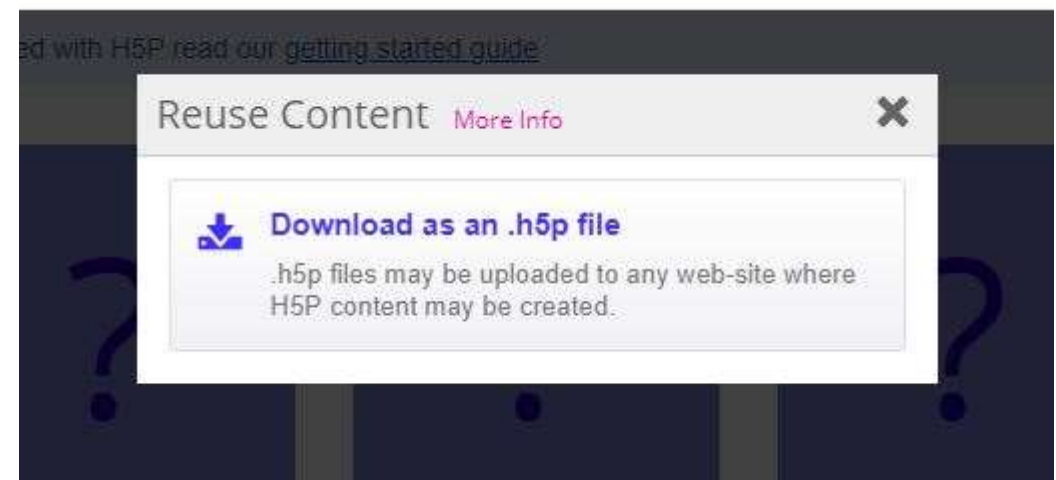 ed with H5P read our getting started guide
Reuse Content More Info
Download as an .h5p file
.h5p files may be uploaded to any web-site where
H5P content may be created.
? ? ?